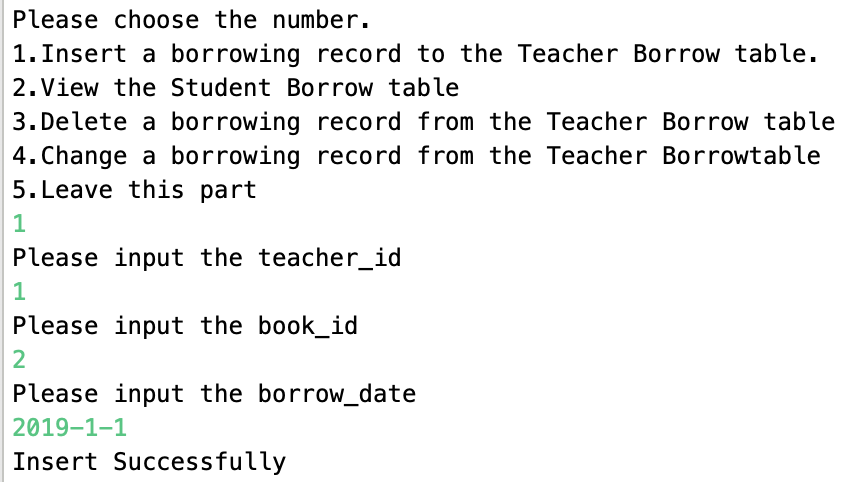 Please choose the number.
1.Insert a borrowing record to the Teacher Borrow table.
2.View the Student Borrow table
3.Delete a borrowing record from the Teacher Borrow table
4.Change a borrowing record from the Teacher Borrowtable
5.Leave this part
1
Please input the teacher_id
1
Please input the book_id
2
Please input the borrow_date
2019-1-1
Insert Successfully